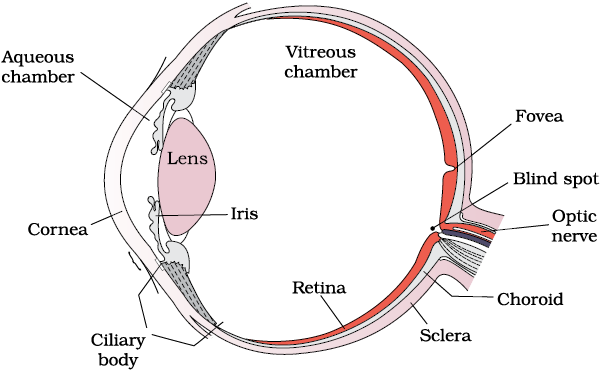 Aqueous
chamber
Vitreous
chamber
Fovea
Lens
Blind spot
Iris
Optic
nerve
Cornea
Retina
Choroid
Sclera
Ciliary
body